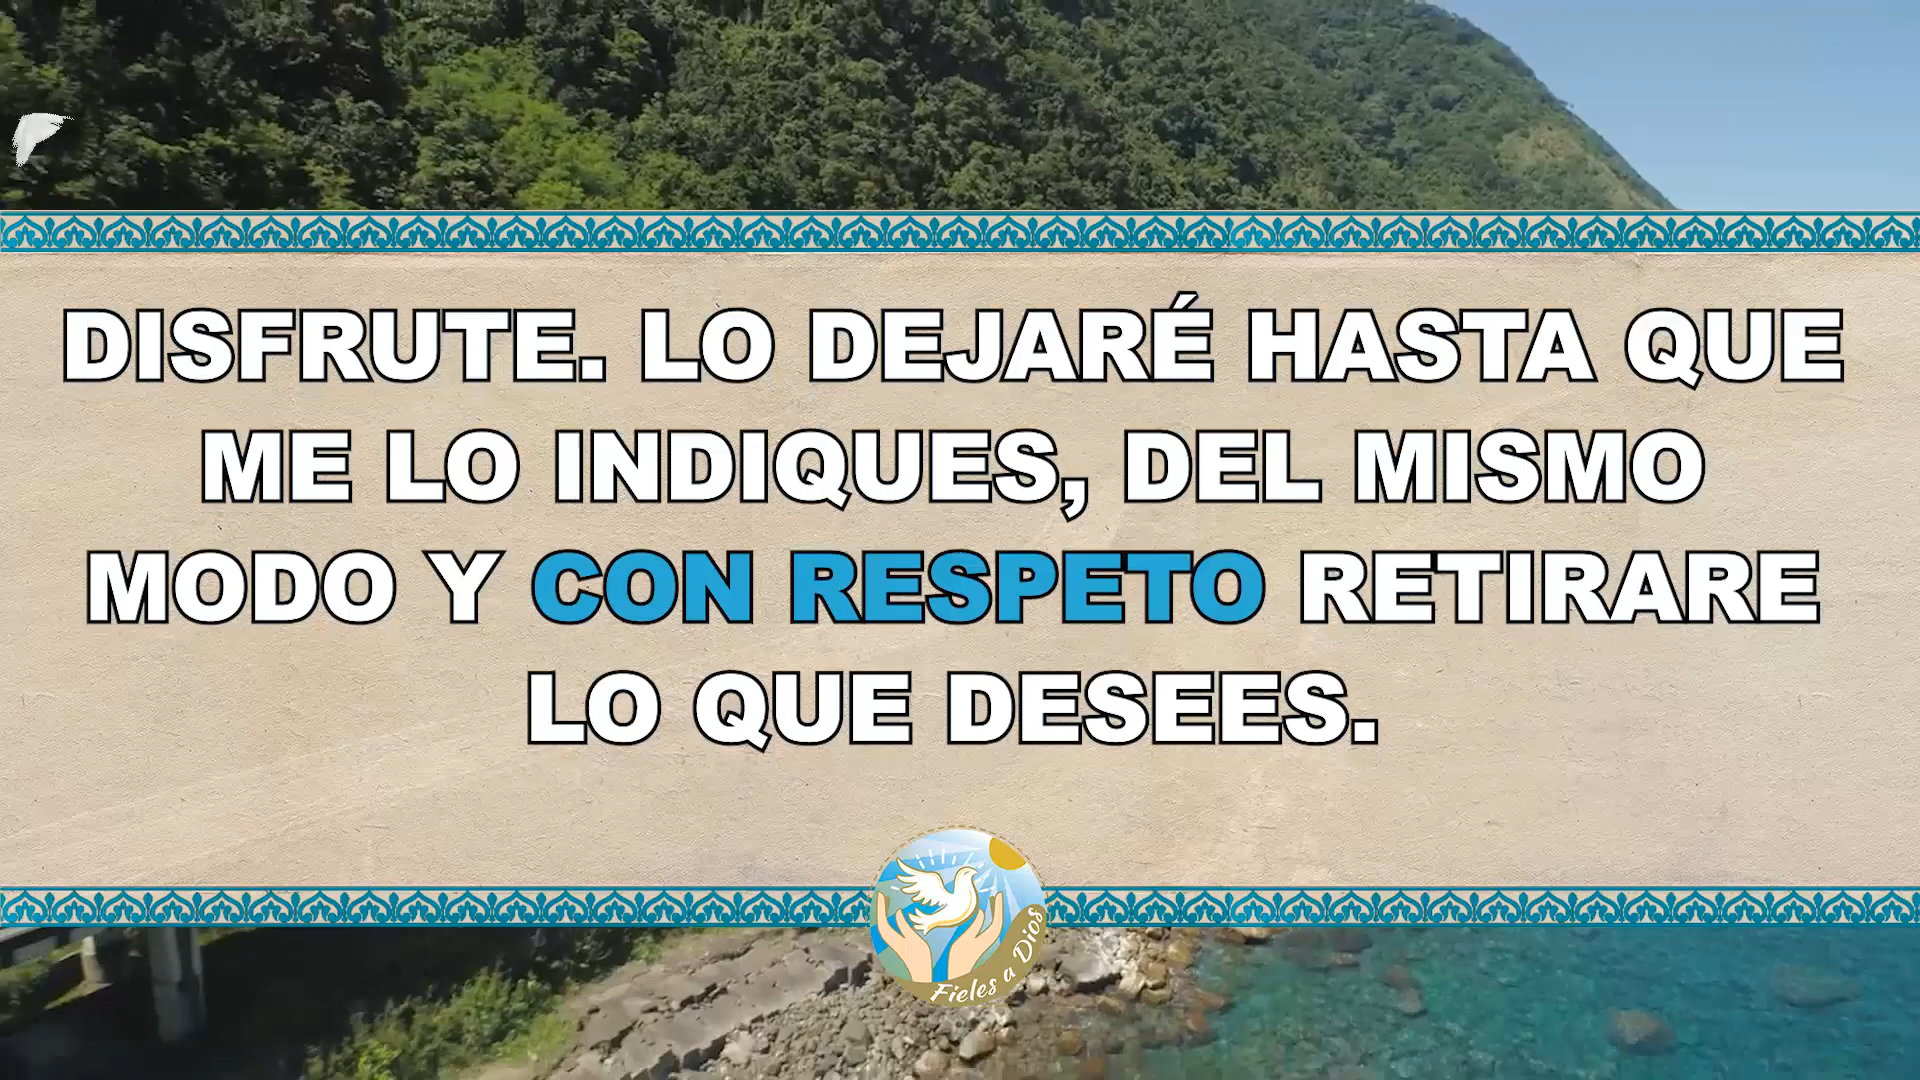 DISFRUTE. LO DEJARÉ HASTA QUE
ME LO INDIQUES, DEL MISMO
MODO Y CON RESPETO RETIRARE
LO QUE DESEES.
Fieles a Dios